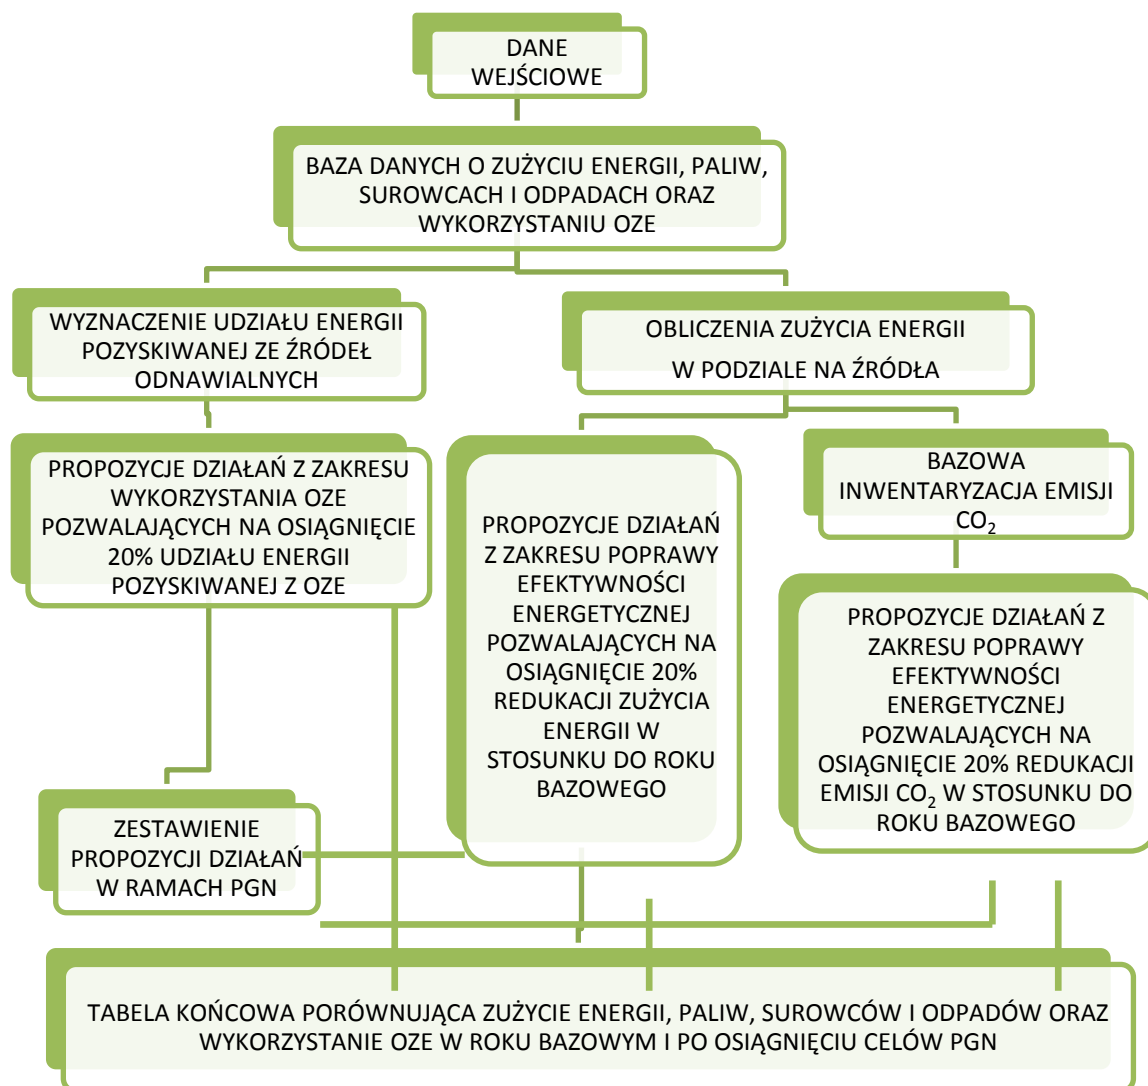 DANE
WEJŚCIOWE
BAZA DANYCH O ZUŻYCIU ENERGII, PALIW,
SUROWCACH I ODPADACH ORAZ
WYKORZYSTANIU OZE
WYZNACZENIE UDZIAŁU ENERGII
POZYSKIWANEJ ZE ŹRÓDEŁ
ODNAWIALNYCH
OBLICZENIA ZUŻYCIA ENERGII
W PODZIALE NA ŹRÓDŁA
PROPOZYCJE DZIAŁAŃ Z ZAKRESU
WYKORZYSTANIA OZE
POZWALAJĄCYCH NA OSIĄGNIĘCIE
20% UDZIAŁU ENERGII
POZYSKIWANEJ Z OZE
PROPOZYCJE DZIAŁAŃ
Z ZAKRESU POPRAWY
EFEKTYWNOŚCI
ENERGETYCZNEJ
POZWALAJĄCYCH NA
OSIĄGNIĘCIE 20%
REDUKACJI ZUŻYCIA
ENERGII W
STOSUNKU DO ROKU
BAZOWEGO
BAZOWA
INWENTARYZACJA EMISJI
CO₂
PROPOZYCJE DZIAŁAŃ Z
ZAKRESU POPRAWY
EFEKTYWNOŚCI
ENERGETYCZNEJ
POZWALAJĄCYCH NA
OSIĄGNIĘCIE 20% REDUKACJI
EMISJI CO₂ W STOSUNKU DO
ROKU BAZOWEGO
ZESTAWIENIE
PROPOZYCJI DZIAŁAŃ
W RAMACH PGN
TABELA KOŃCOWA PORÓWNUJĄCA ZUŻYCIE ENERGII, PALIW, SUROWCÓW I ODPADÓW ORAZ
WYKORZYSTANIE OZE W ROKU BAZOWYM I PO OSIĄGNIĘCIU CELÓW PGN